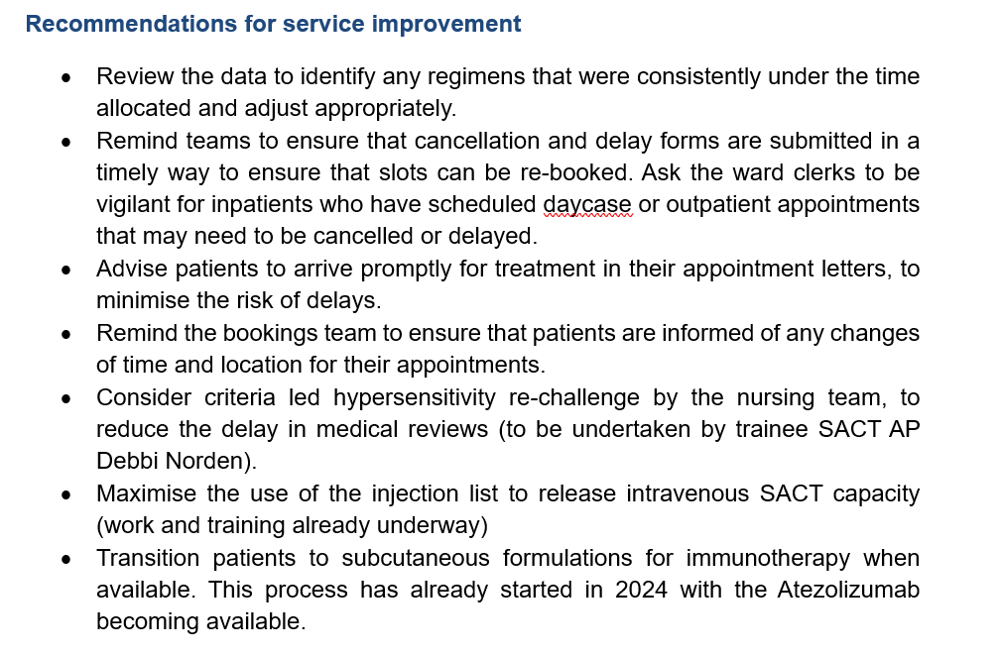 Recommendations for service improvement
• Review the data to identify any regimens that were consistently under the time
allocated and adjust appropriately.
• Remind teams to ensure that cancellation and delay forms are submitted in a
timely way to ensure that slots can be re-booked. Ask the ward clerks to be
vigilant for inpatients who have scheduled daycase or outpatient appointments
that may need to be cancelled or delayed.
• Advise patients to arrive promptly for treatment in their appointment letters, to
minimise the risk of delays.
• Remind the bookings team to ensure that patients are informed of any changes
of time and location for their appointments.
• Consider criteria led hypersensitivity re-challenge by the nursing team, to
reduce the delay in medical reviews (to be undertaken by trainee SACT AP
Debbi Norden).
• Maximise the use of the injection list to release intravenous SACT capacity
(work and training already underway)
• Transition patients to subcutaneous formulations for immunotherapy when
available. This process has already started in 2024 with the Atezolizumab
becoming available.